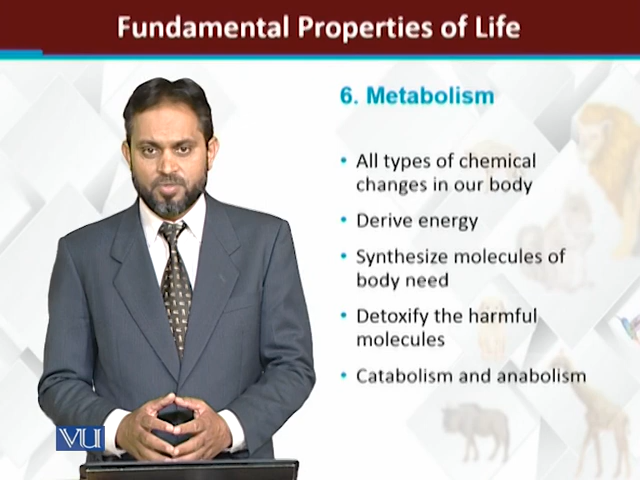 Fundamental Properties of Life
6. Metabolism
• All types of chemical
changes in our body
• Derive energy
• Synthesize molecules of
body need
• Detoxify the harmful
molecules
• Catabolism and anabolism
VU